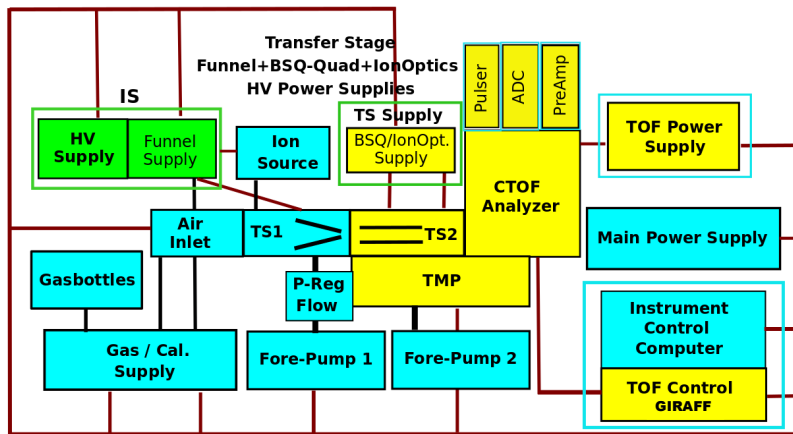 Transfer Stage
Funnel+BSQ-Quad+IonOptics
HV Power Supplies
IS
HV
Supply
Funnel
Supply
Ion
Source
TS Supply
BSQ/IonOpt.
Supply
Pulser
ADC
PreAmp
CTOF
Analyzer
TOF Power
Supply
Air
Inlet
TS1
TS2
Main Power Supply
Gasbottles
P-Reg
Flow
TMP
Instrument
Control
Computer
Gas / Cal.
Supply
Fore-Pump 1
Fore-Pump 2
TOF Control
GIRAFF